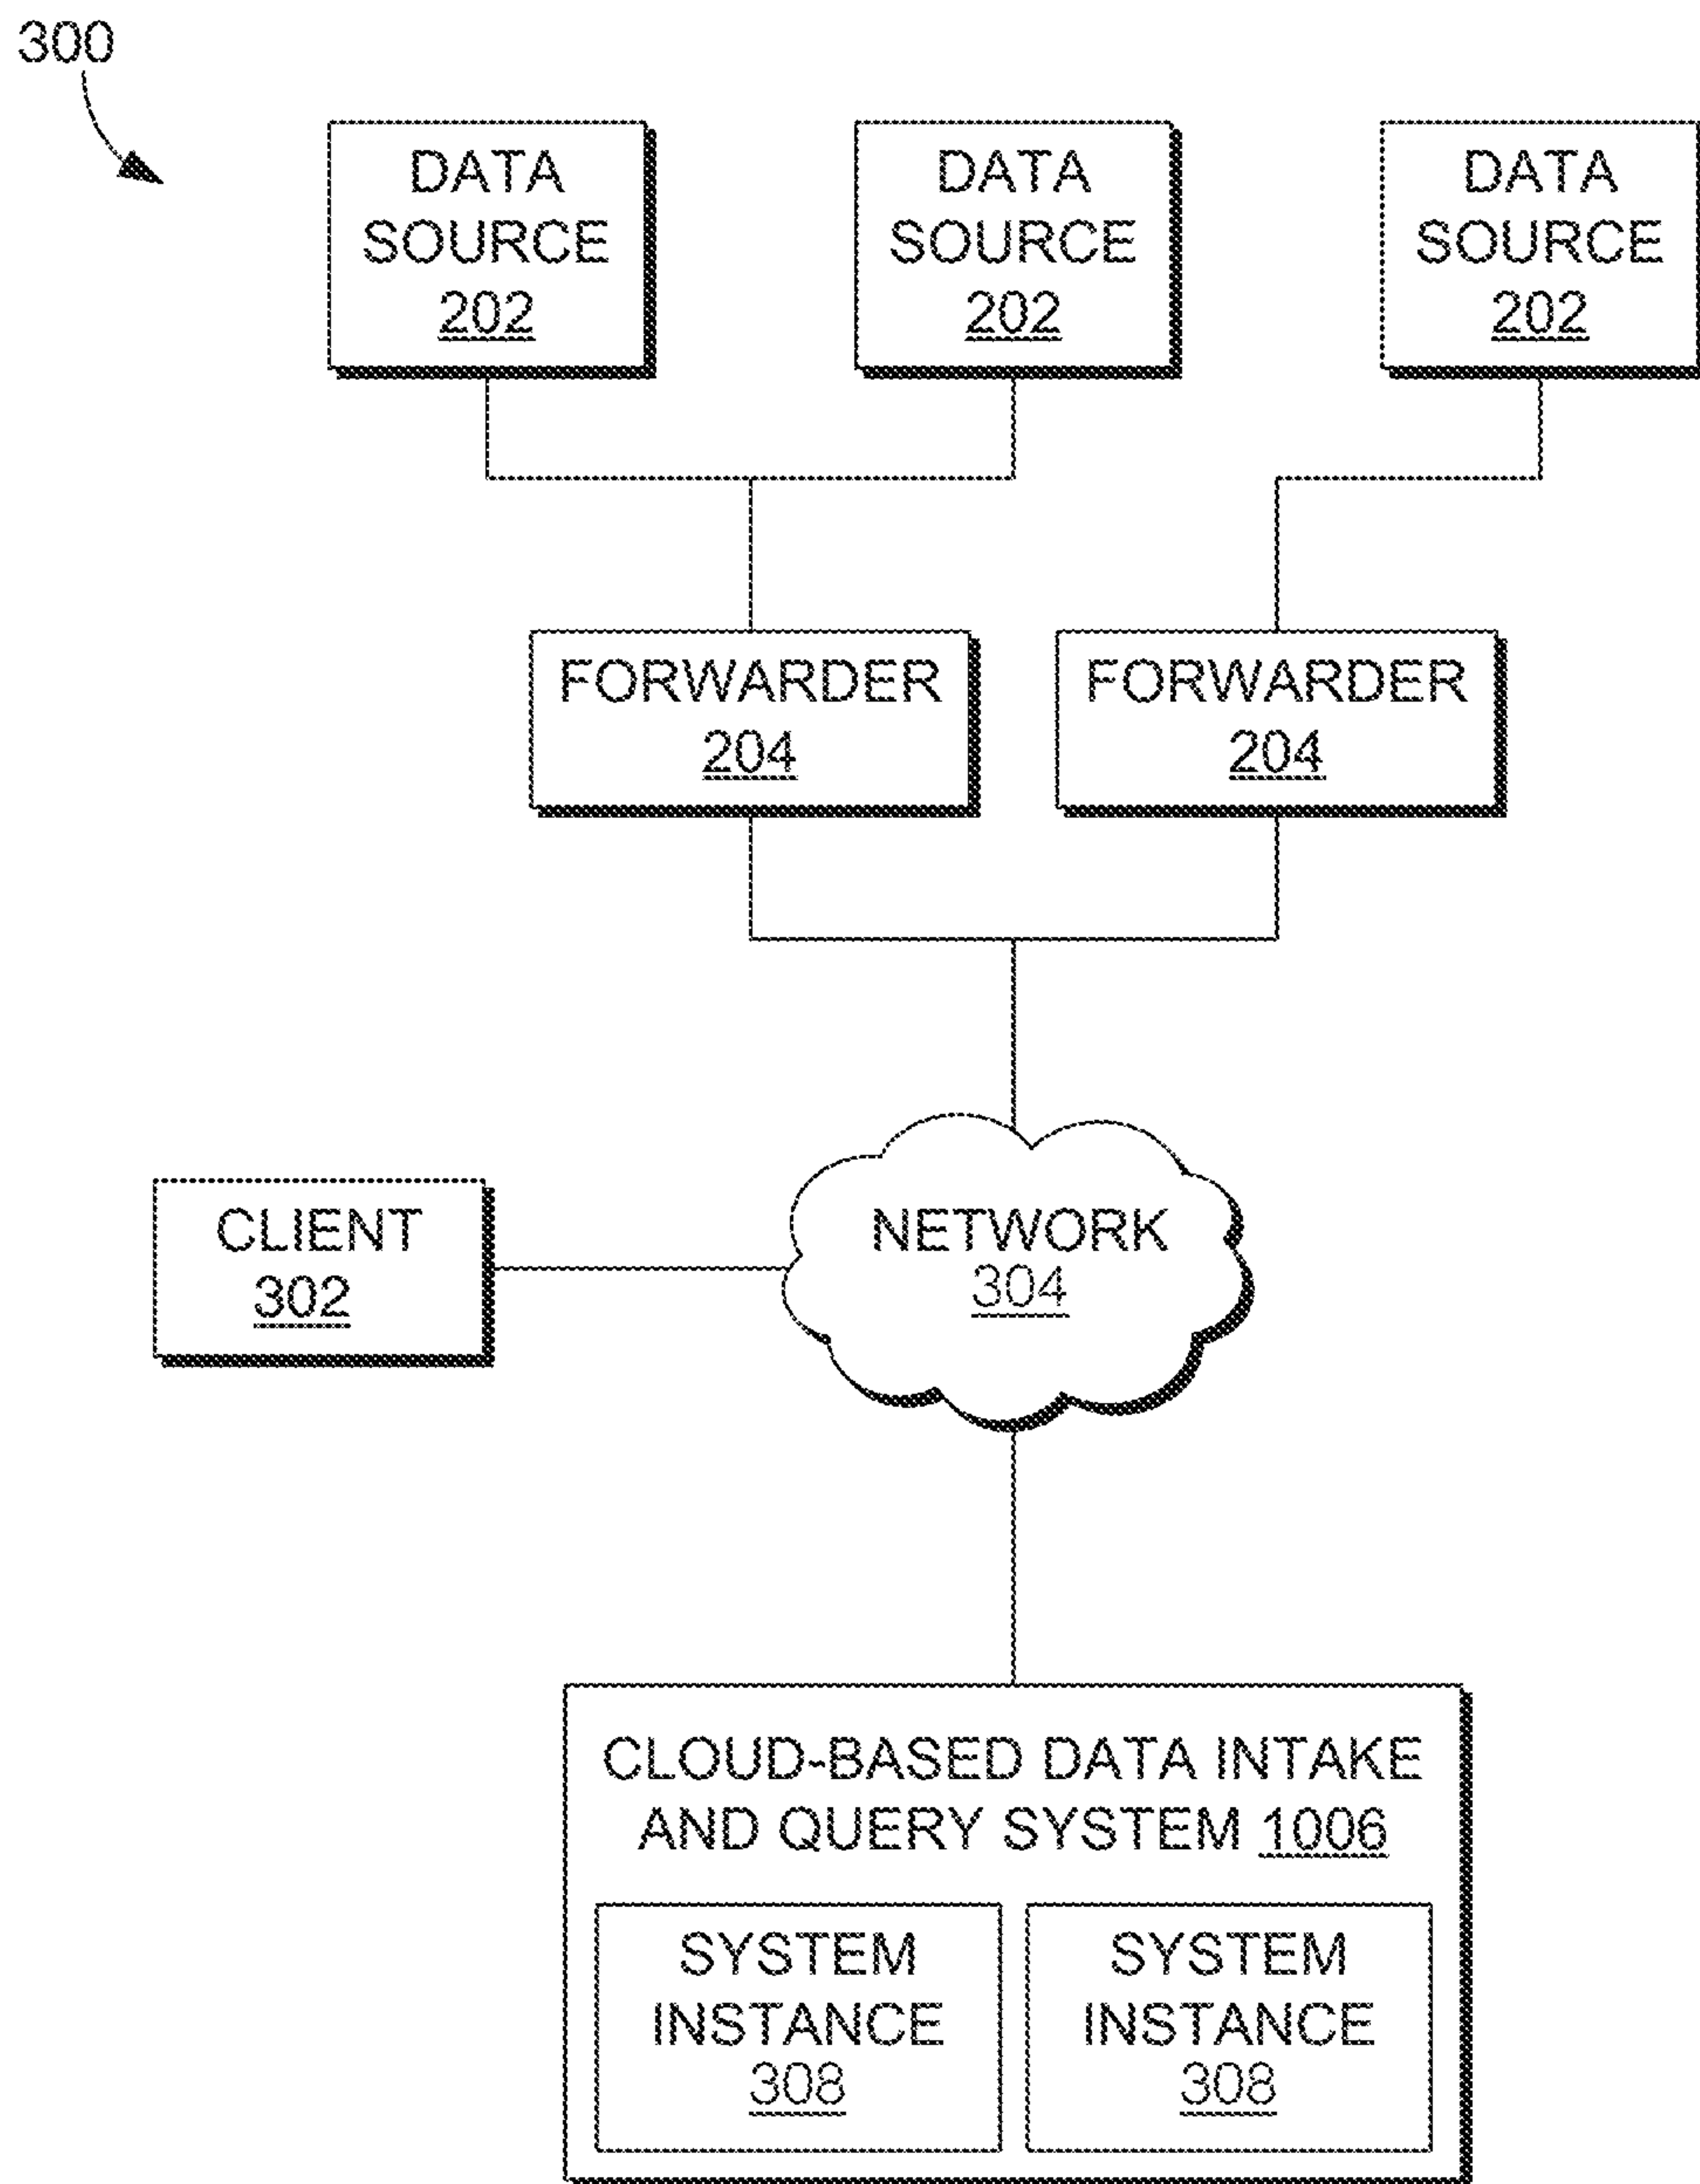 300
DATA
SOURCE
202
DATA
SOURCE
202
DATA
SOURCE
202
FORWARDER
204
FORWARDER
204
CLIENT
302
NETWORK
304
CLOUD-BASED DATA INTAKE
AND QUERY SYSTEM 1006
SYSTEM
INSTANCE
308
SYSTEM
INSTANCE
308